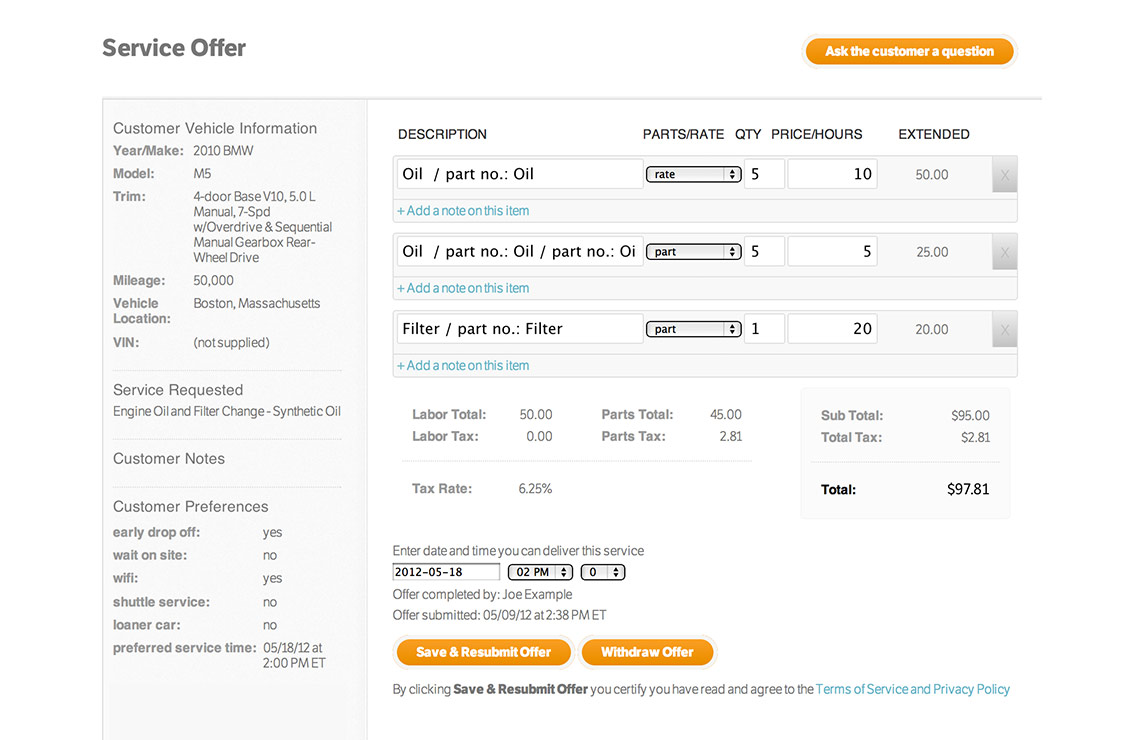 Service Offer
Ask the customer a question
Customer Vehicle Information
Year/Make: 2010 BMW
Model: M5
Trim: 4-door Base V10, 5.0 L
Manual, 7-Spd
w/Overdrive & Sequential
Manual Gearbox Rear-
Wheel Drive
Mileage: 50,000
Vehicle Location: Boston, Massachusetts
VIN: (not supplied)
Service Requested
Engine Oil and Filter Change - Synthetic Oil
Customer Notes
Customer Preferences
early drop off: yes
wait on site: no
wifi: yes
shuttle service: no
loaner car: no
preferred service time: 05/18/12 at
2:00 PM ET
DESCRIPTION PARTS/RATE QTY PRICE/HOURS EXTENDED
Oil / part no.: Oil rate 5 10 50.00 X
+ Add a note on this item
Oil / part no.: Oil / part no.: Oi part 5 5 25.00 X
+ Add a note on this item
Filter / part no.: Filter part 1 20 20.00 X
+ Add a note on this item
Labor Total: 50.00 Parts Total: 45.00
Labor Tax: 0.00 Parts Tax: 2.81
Tax Rate: 6.25%
Sub Total: $95.00
Total Tax: $2.81
Total: $97.81
Enter date and time you can deliver this service
2012-05-18 02 PM 0
Offer completed by: Joe Example
Offer submitted: 05/09/12 at 2:38 PM ET
Save & Resubmit Offer Withdraw Offer
By clicking Save & Resubmit Offer you certify you have read and agree to the Terms of Service and Privacy Policy